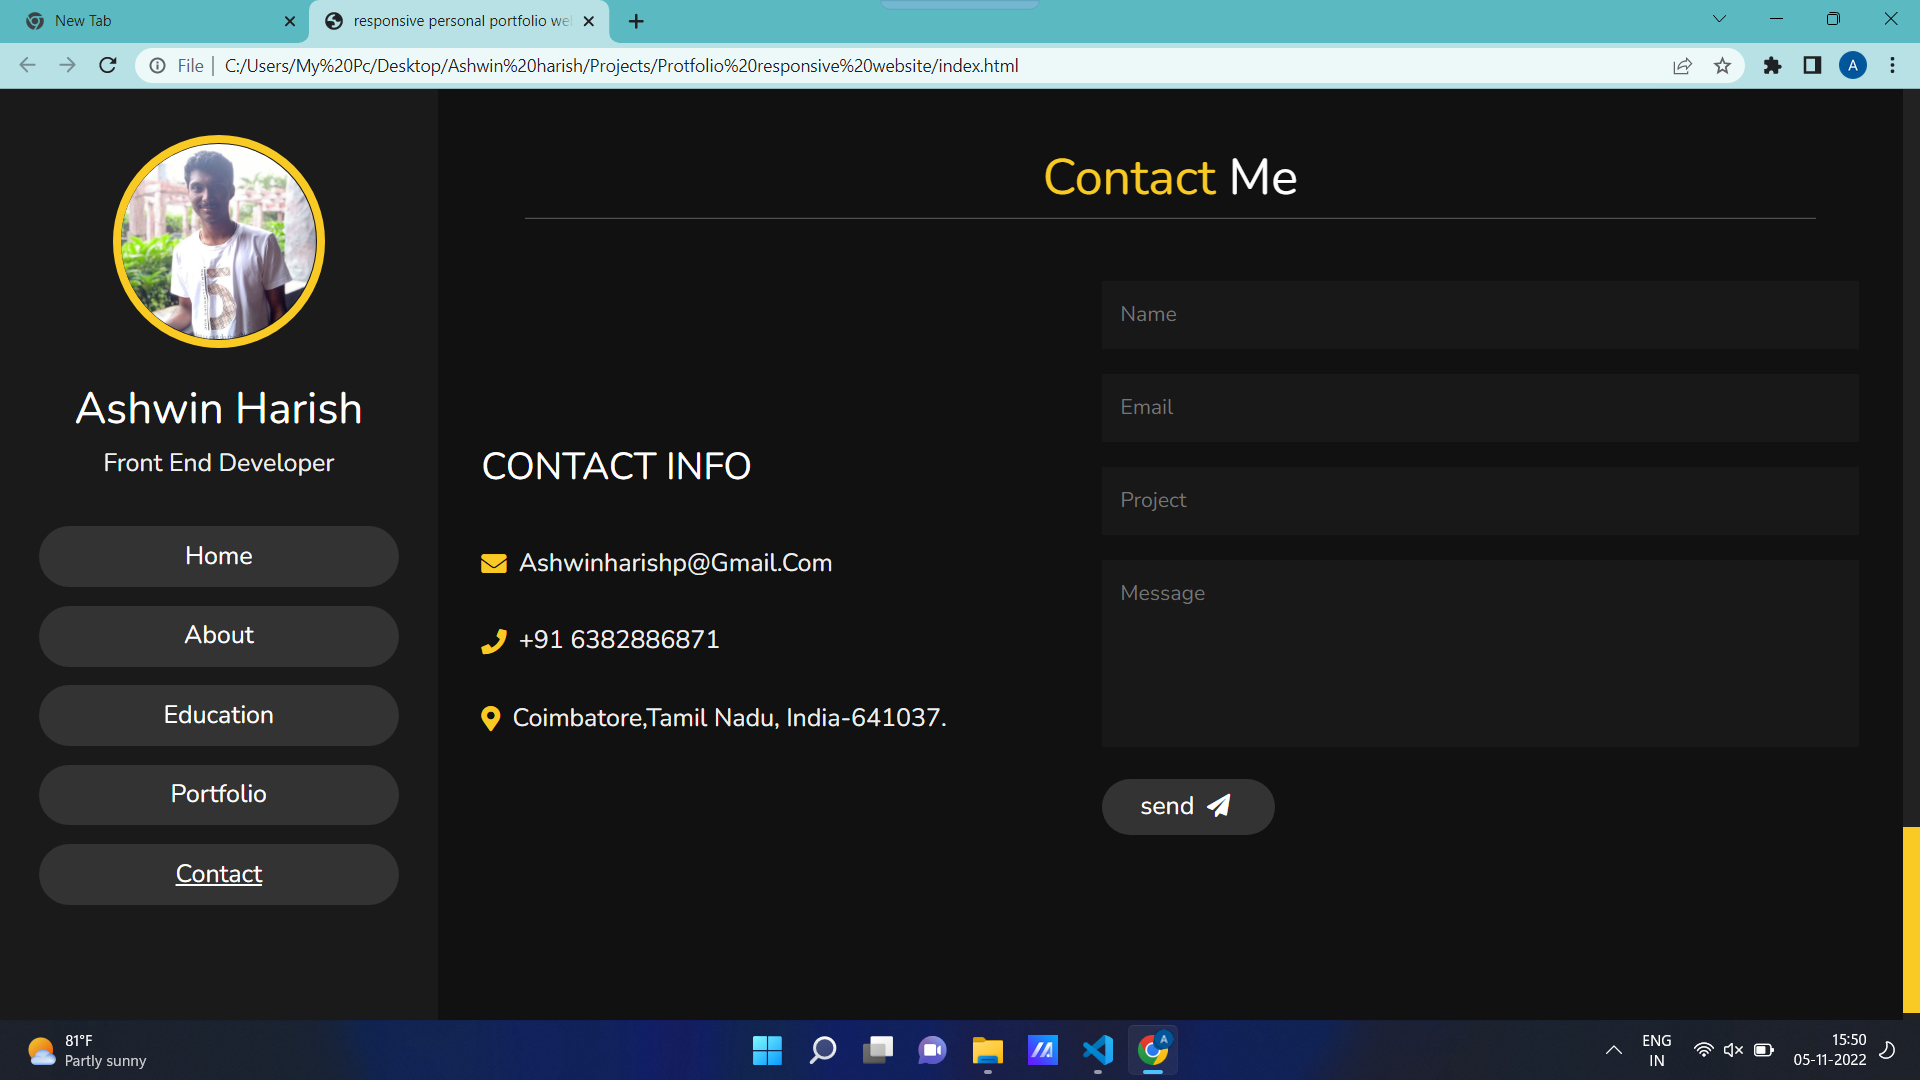 New Tab
responsive personal portfolio we
File
C:/Users/My%20Pc/Desktop/Ashwin%20harish/Projects/Protfolio%20responsive%20website/index.html
A
Ashwin Harish
Front End Developer
Home
About
Education
Portfolio
Contact
Contact Me
CONTACT INFO
Ashwinharishp@Gmail.Com
+91 6382886871
Coimbatore,Tamil Nadu, India-641037.
Name
Email
Project
Message
send
81°F
Partly sunny
A
ENG
IN
15:50
05-11-2022